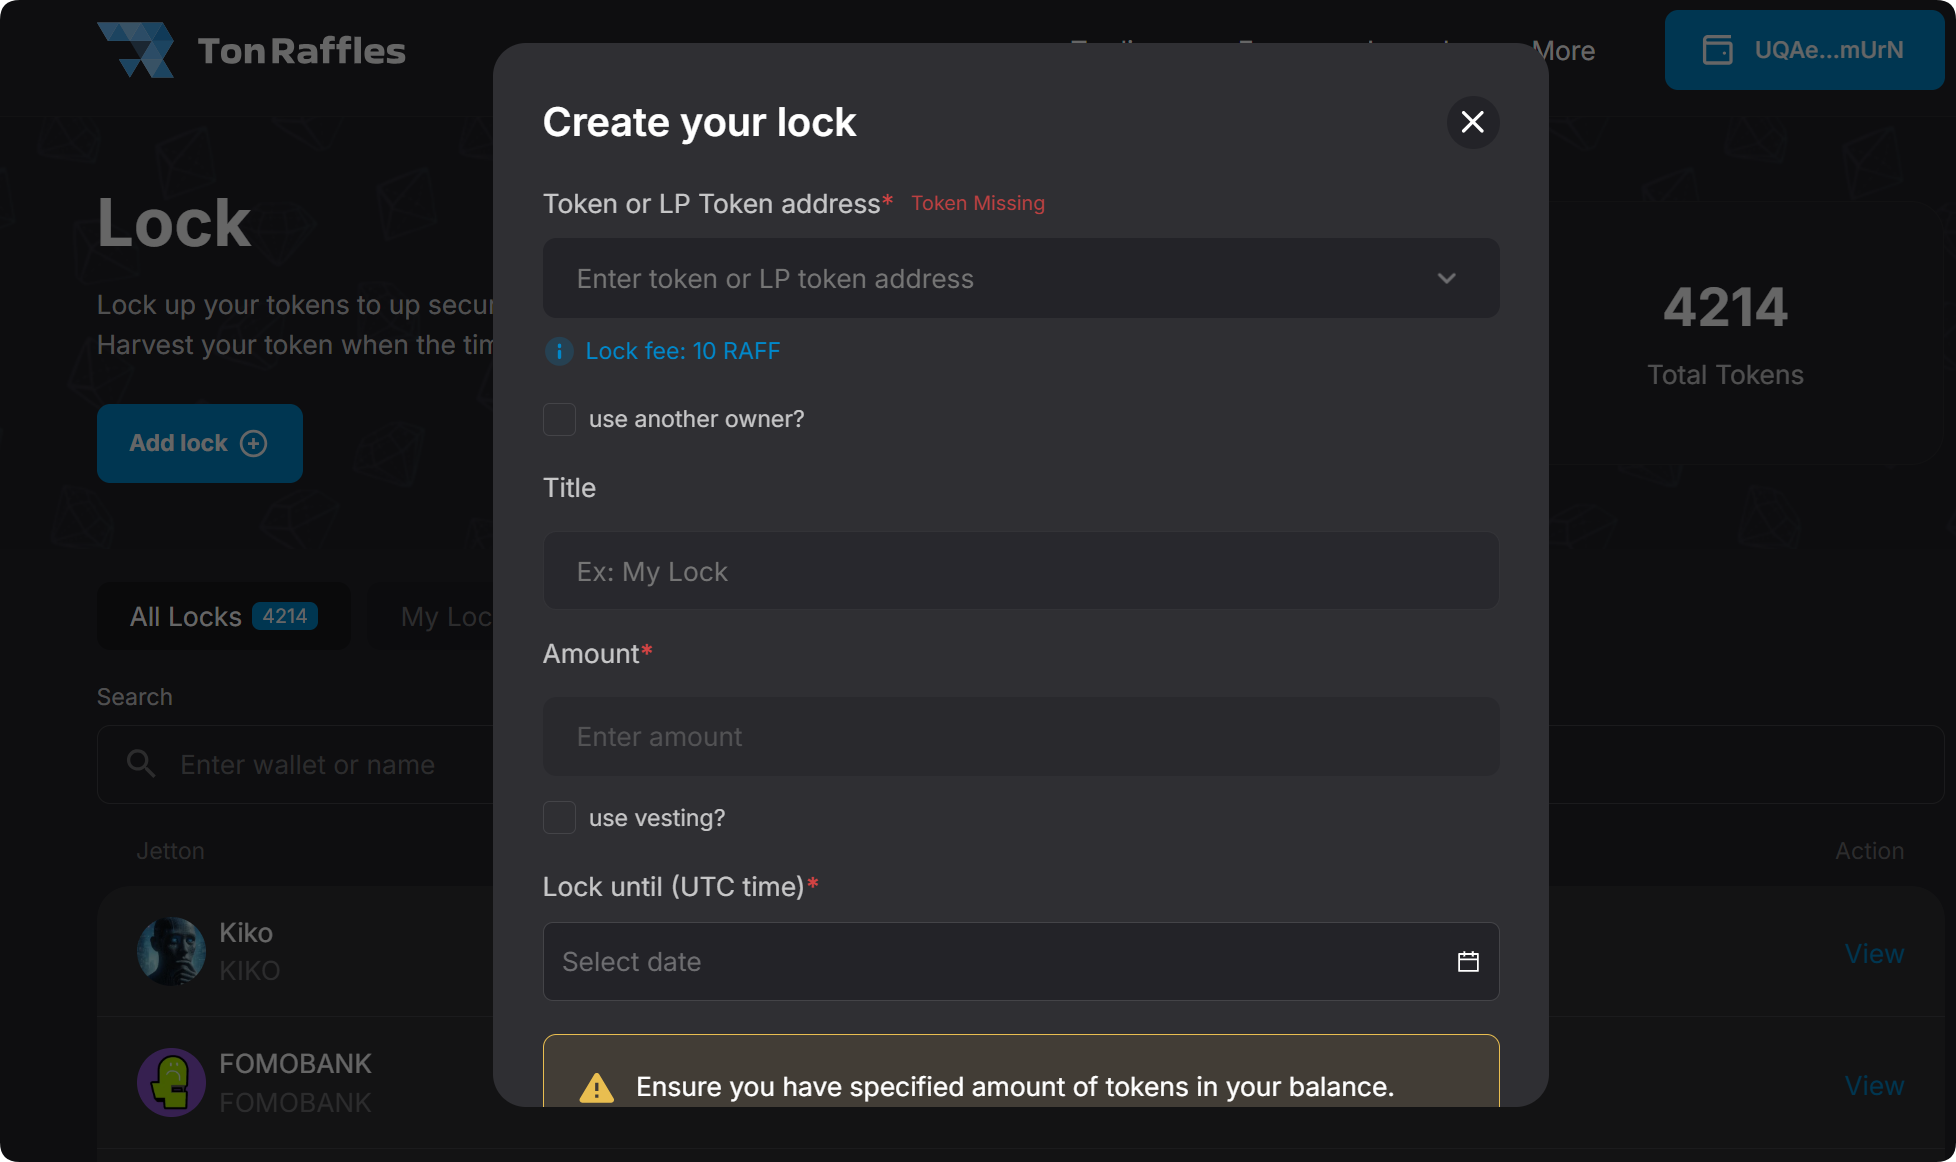 TonRaffles
More
UQAe...mUrN
Create your lock
Token or LP Token address* Token Missing
Enter token or LP token address
Lock fee: 10 RAFF
use another owner?
Title
Ex: My Lock
Amount*
Enter amount
use vesting?
Lock until (UTC time)*
Select date
Ensure you have specified amount of tokens in your balance.
Lock
Lock up your tokens to up
Harvest your token when the
Add lock
4214
Total Tokens
All Locks 4214
My
Search
Enter wallet or name
Jetton
Action
Kiko
KIKO
View
FOMOBANK
FOMOBANK
View